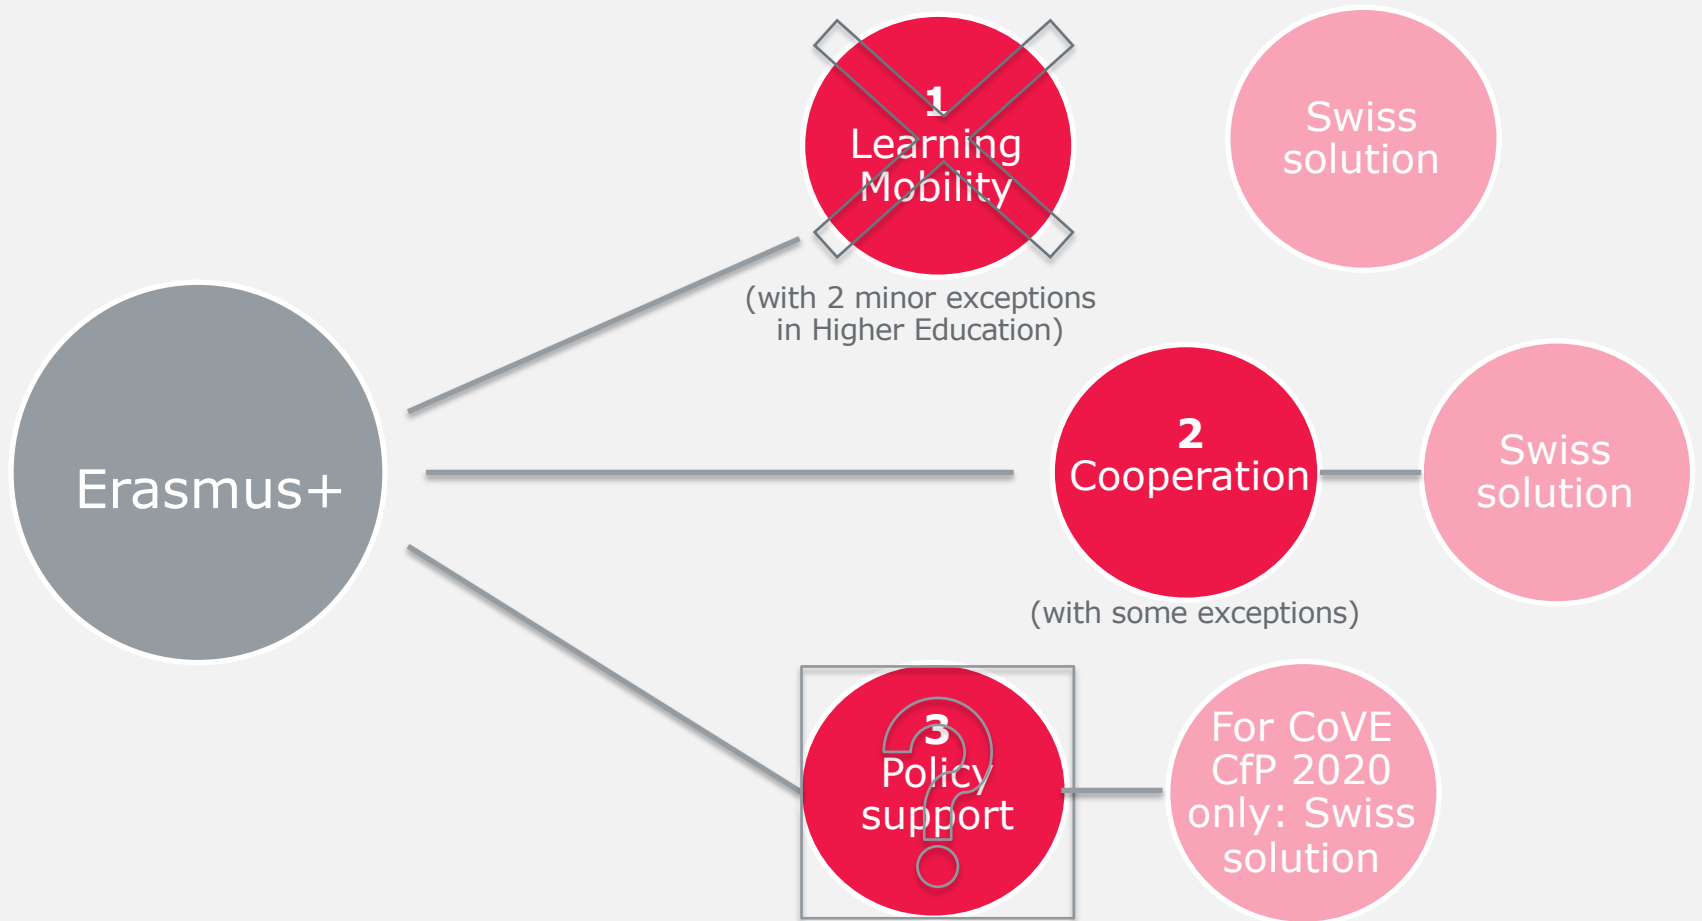 1
Learning
Mobility
Swiss
solution
(with 2 minor exceptions
in Higher Education)
Erasmus+
2
Cooperation
Swiss
solution
(with some exceptions)
3
Policy
support
?
For CoVE
CfP 2020
only: Swiss
solution